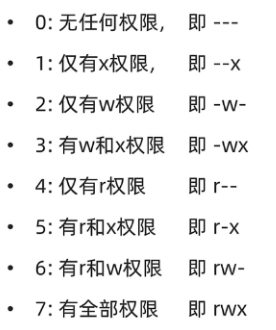 • 0: 无任何权限, 即 ---
• 1: 仅有x权限, 即 --x
• 2: 仅有w权限 即 -w-
• 3: 有w和x权限 即 -wx
• 4: 仅有r权限 即 r--
• 5: 有r和x权限 即 r-x
• 6: 有r和w权限 即 rw-
• 7: 有全部权限 即 rwx